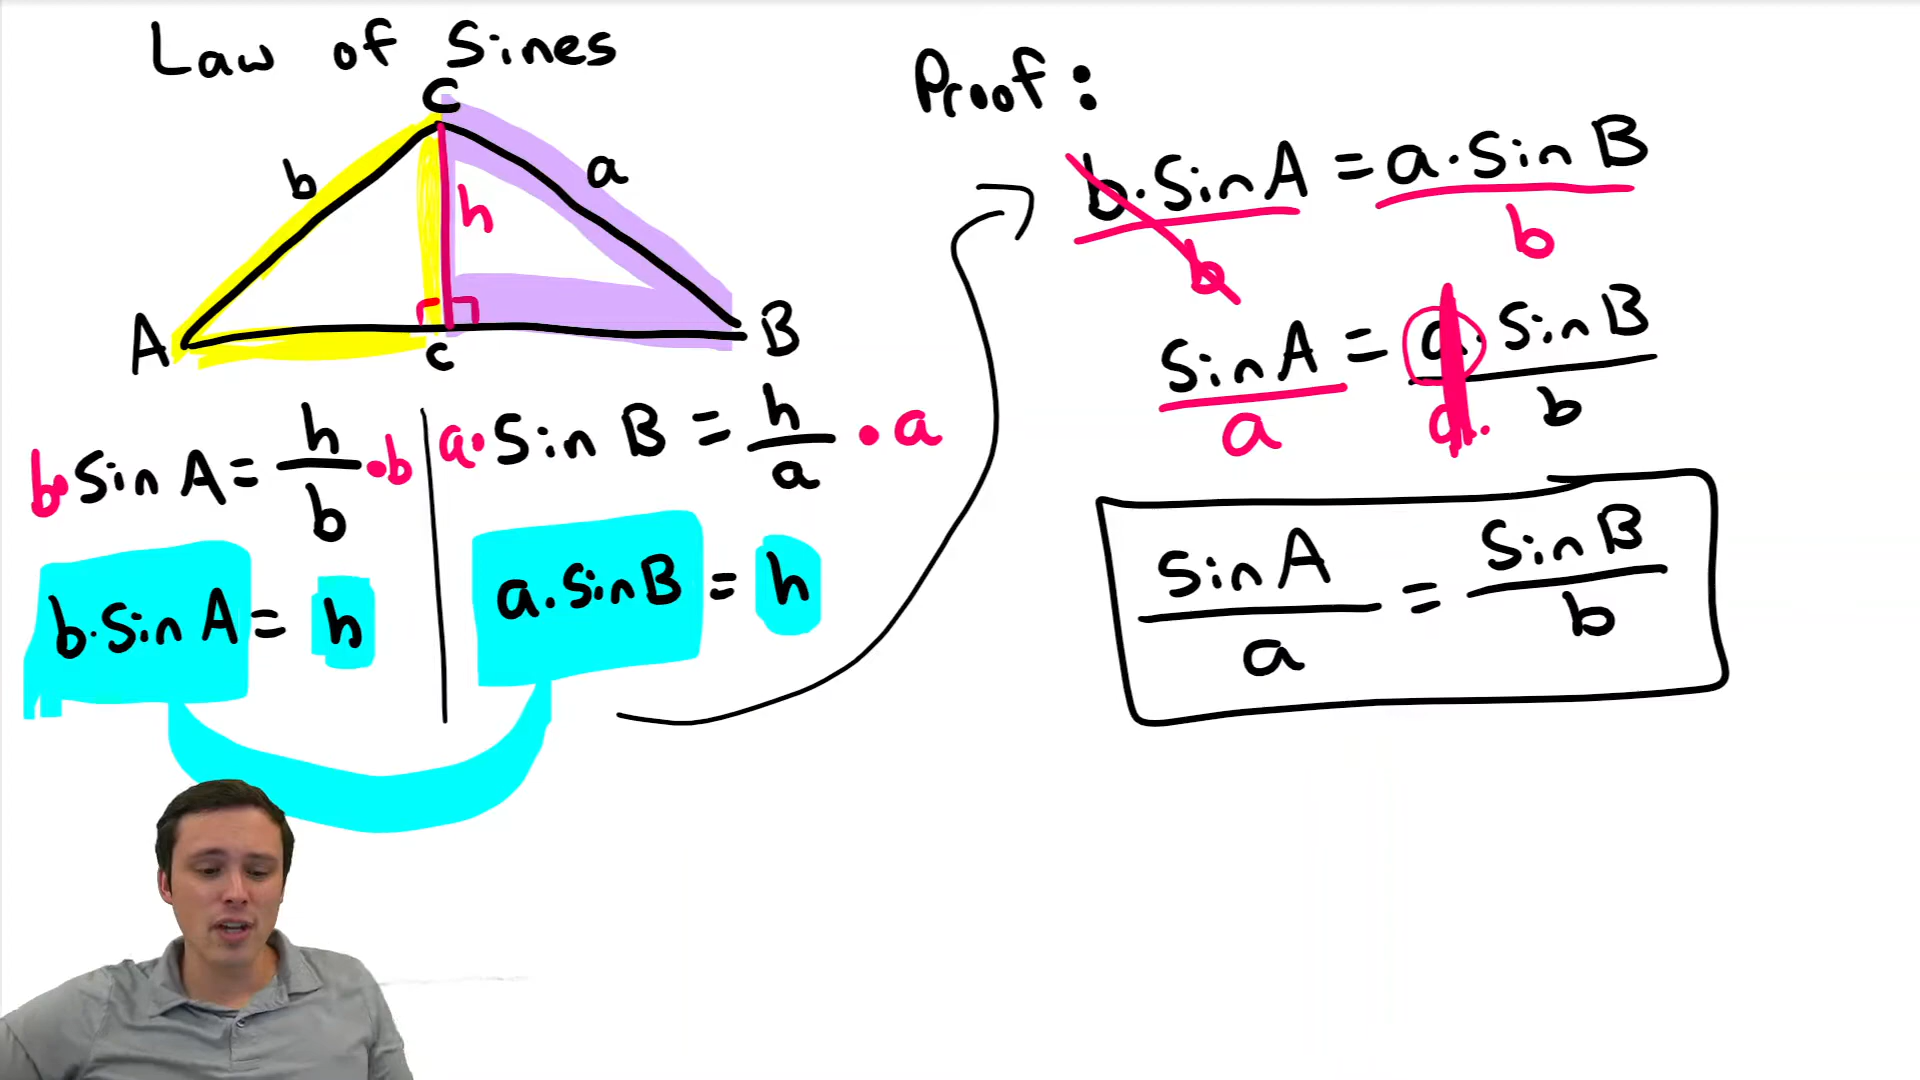 Law of Sines
C
b
a
h
A
B
c
b·sin A = h/b · b
a·sin B = h/a · a
b·sin A = h
a·sin B = h
Proof:
b·sin A / b = a·sin B / b
sin A / a = a·sin B / a·b
sin A / a = sin B / b